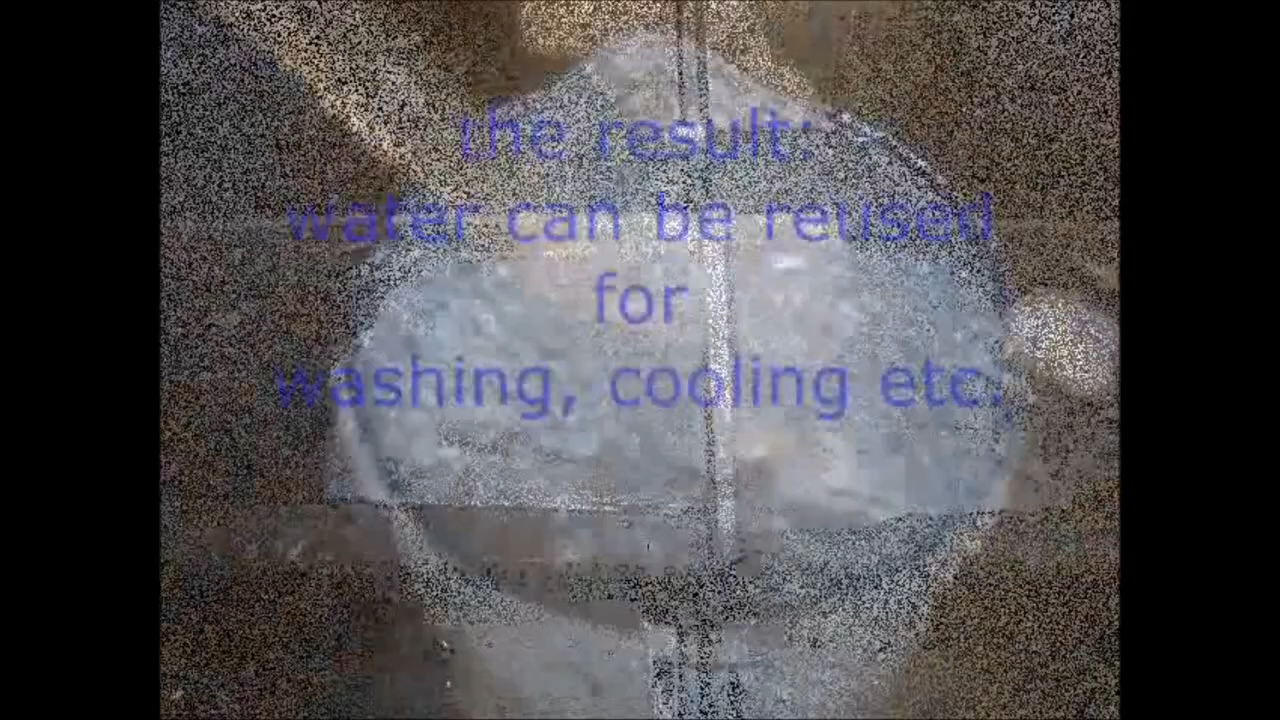 the result:
water can be reused
for
washing, cooling etc.